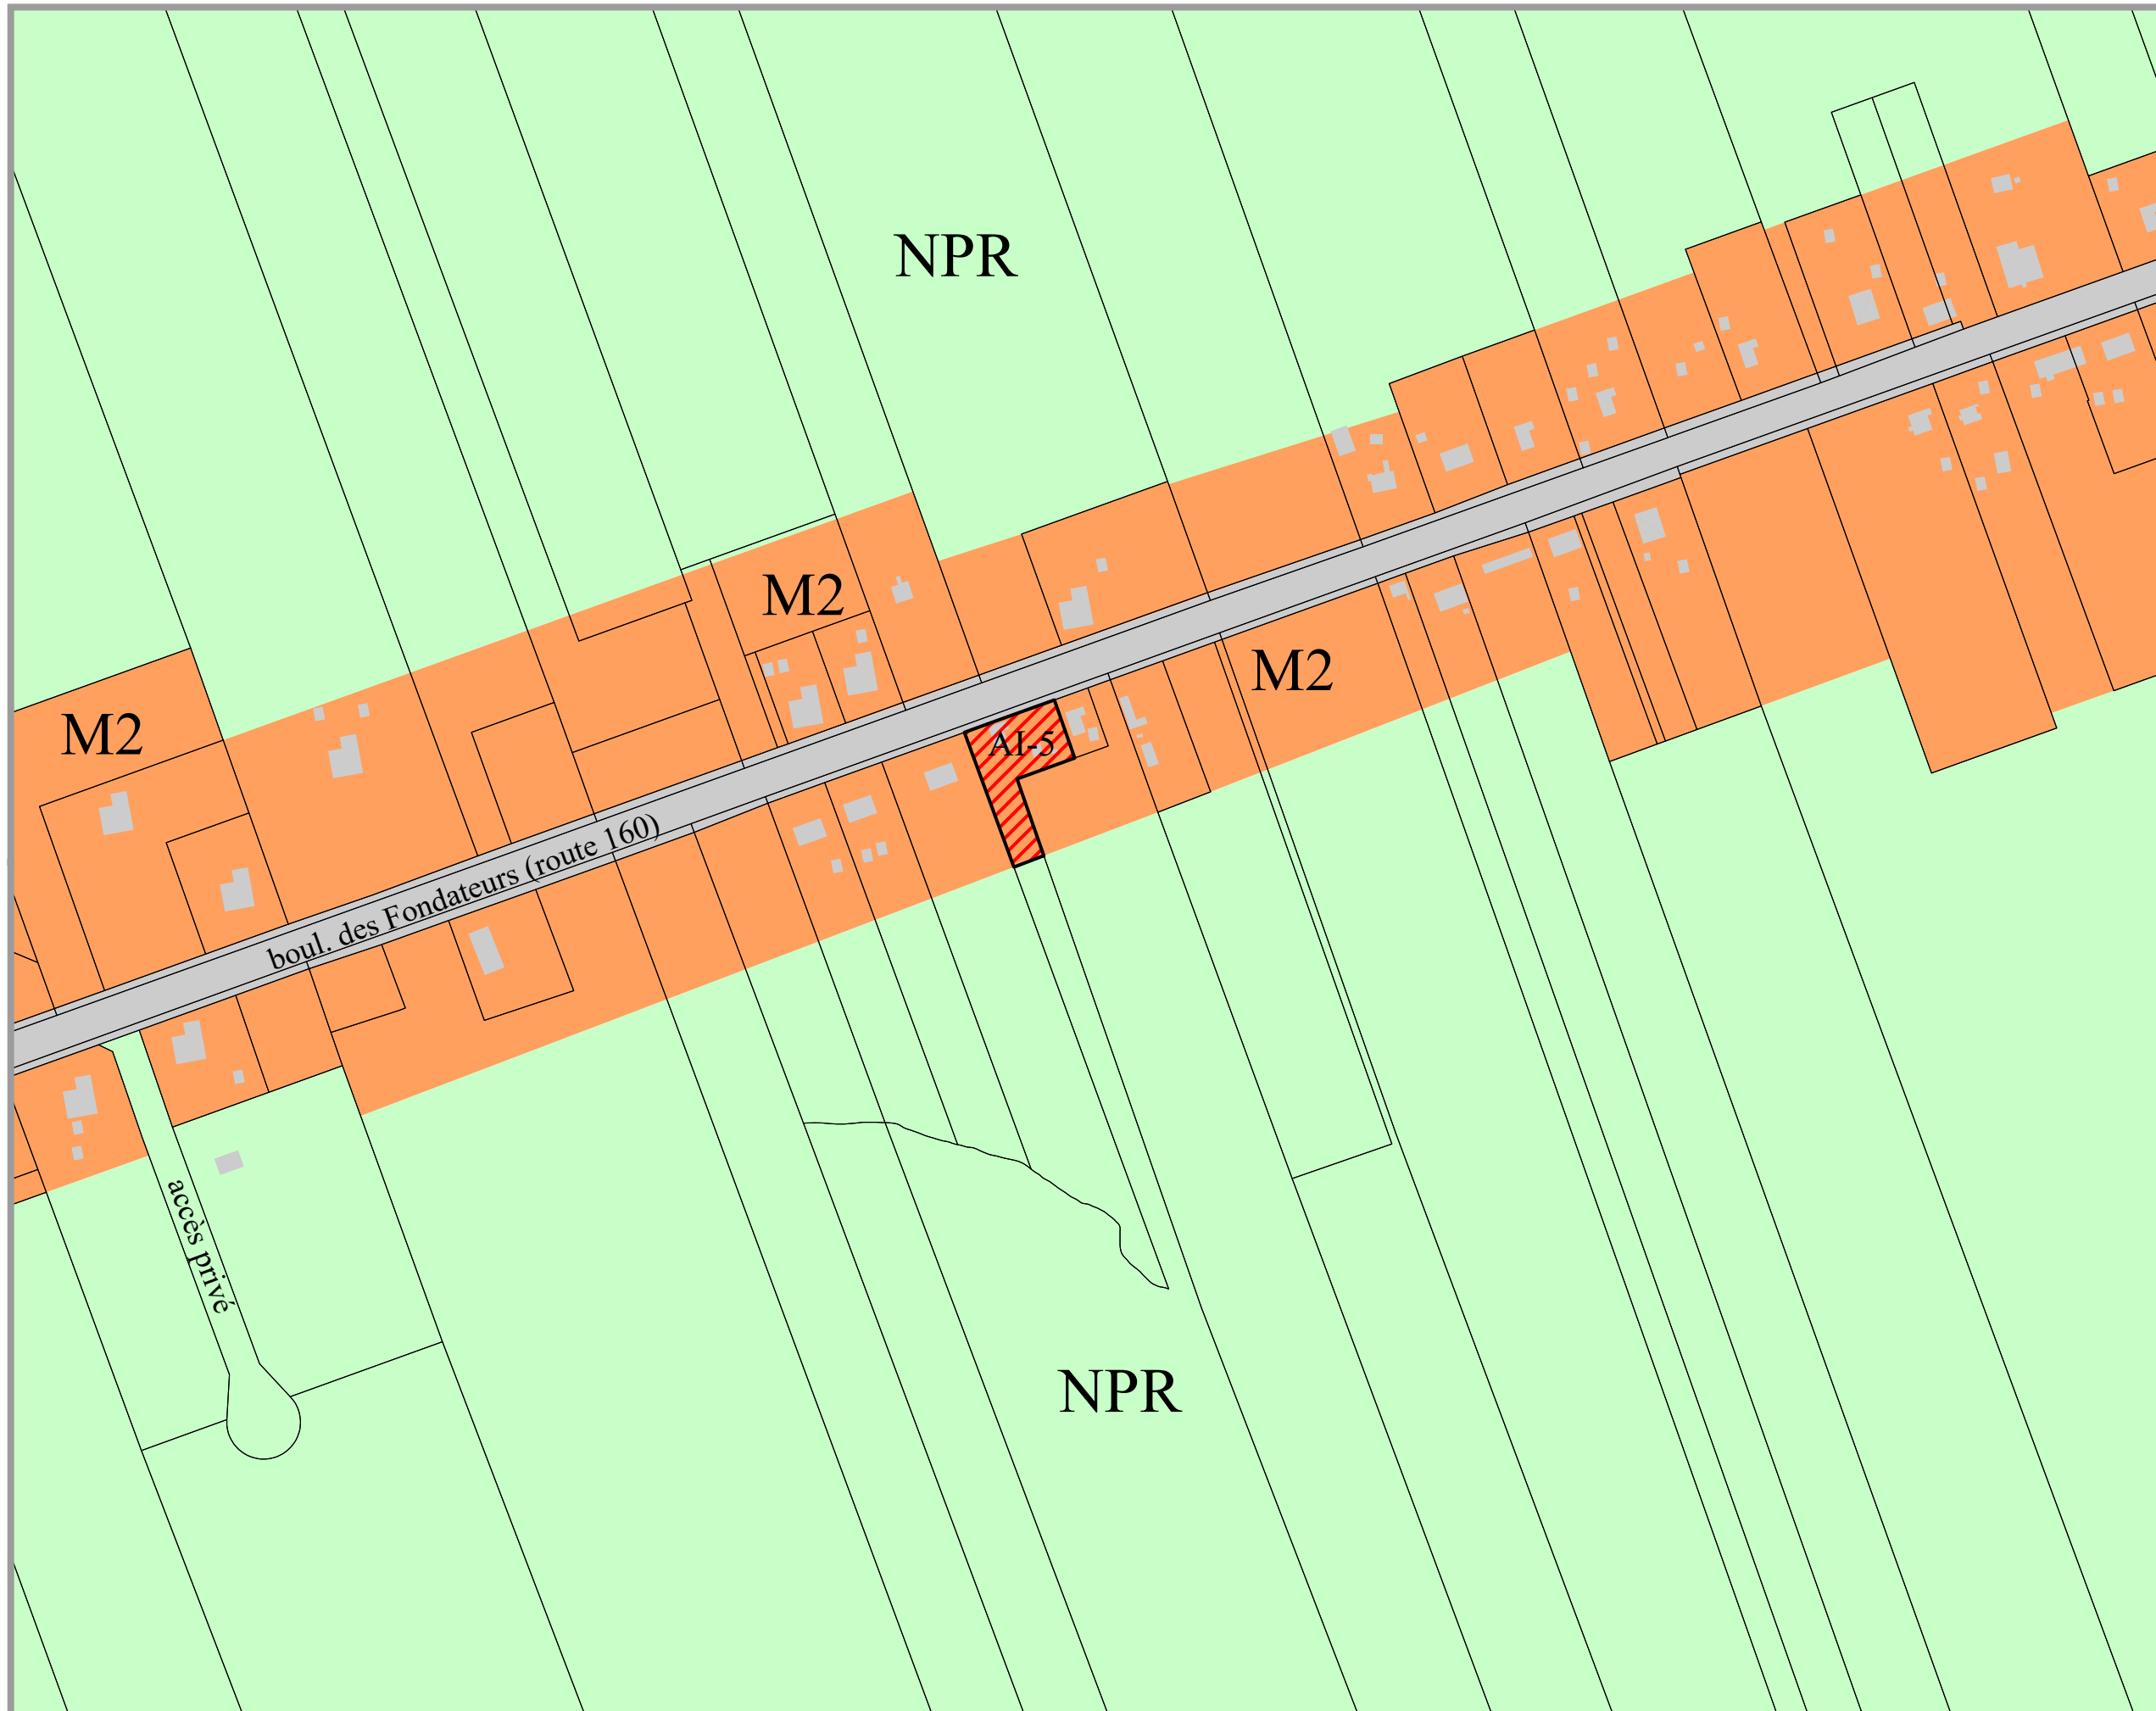 NPR
M2
M2
M2
AI-5
boul. des Fondateurs (route 160)
accès privé
NPR